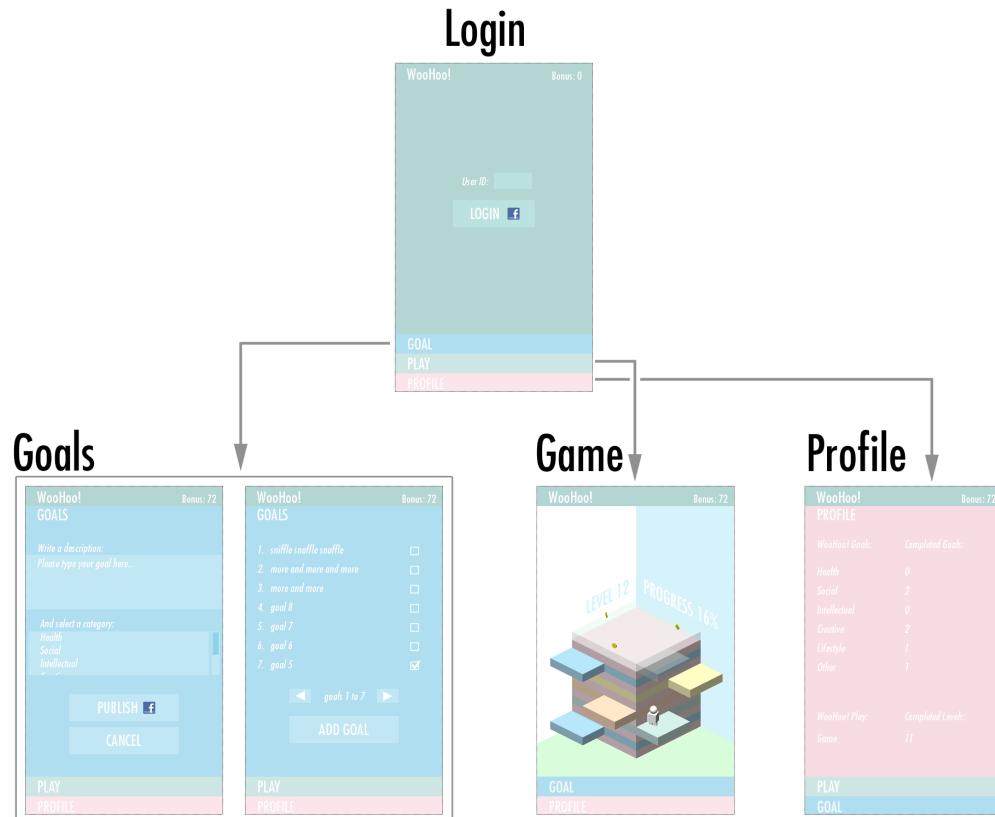 Login
WooHoo! Bonus: 0
User ID:
LOGIN f
GOAL
PLAY
PROFILE
Goals
WooHoo! Bonus: 72
GOALS
Write a description:
Please type your goal here...
And select a category:
Health
Social
Intellectual
PUBLISH f
CANCEL
PLAY
PROFILE
WooHoo! Bonus: 72
GOALS
1. sniffle snaffle snuffle
2. more and more and more
3. more and more
4. goal 8
5. goal 7
6. goal 6
7. goal 5
goals 1 to 7
ADD GOAL
PLAY
PROFILE
Game
WooHoo! Bonus: 72
LEVEL 12 PROGRESS 16%
GOAL
PROFILE
Profile
WooHoo! Bonus: 72
PROFILE
WooHoo! Goals: Completed Goals:
Health 0
Social 2
Intellectual 0
Creative 2
Lifestyle 1
Other 1
WooHoo! Play: Completed Levels:
Game 11
PLAY
GOAL